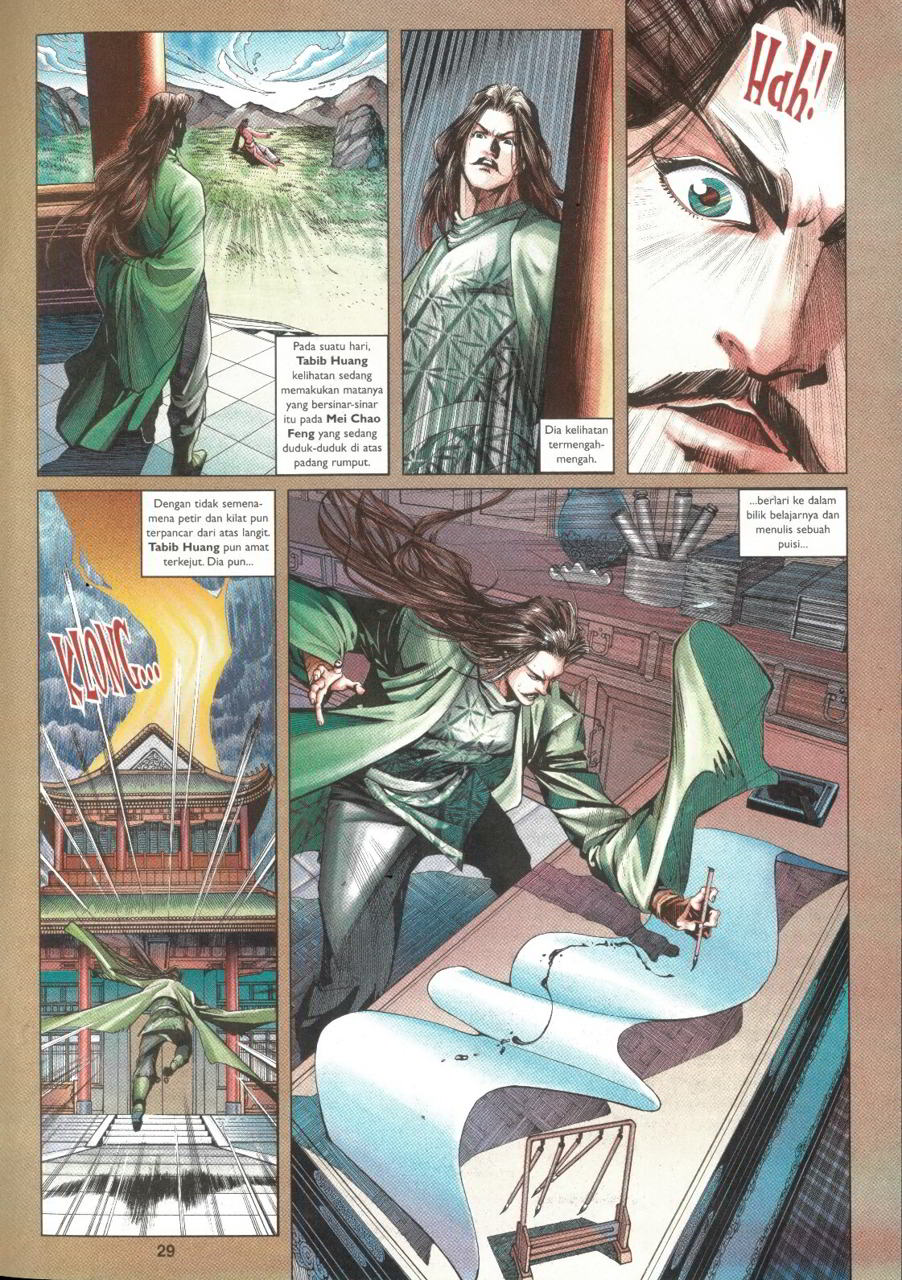 Pada suatu hari,
Tabib Huang
kelihatan sedang
memakukan matanya
yang bersinar-sinar
itu pada Mei Chao
Feng yang sedang
duduk-duduk di atas
padang rumput.
Dia kelihatan
termengah-
mengah.
Hah!
Dengan tidak semena-
mena petir dan kilat pun
terpancar dari atas langit.
Tabib Huang pun amat
terkejut. Dia pun...
KLONG...
...berlari ke dalam
bilik belajarnya dan
menulis sebuah
puisi...
29